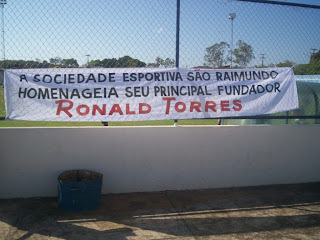 A SOCIEDADE ESPORTIVA SÃO RAIMUNDO
HOMENAGEIA SEU PRINCIPAL FUNDADOR
RONALD TORRES